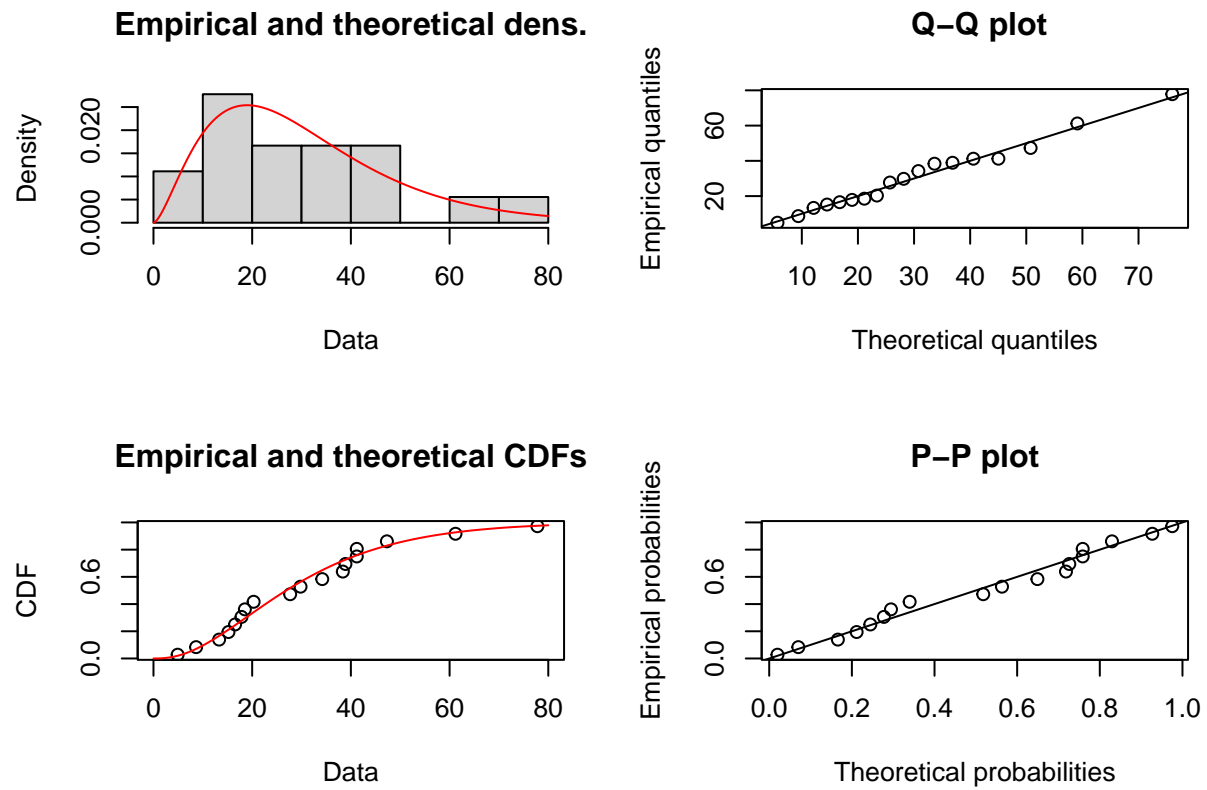 Empirical and theoretical dens.
Density
0.000 0.020
0 20 40 60 80
Data
Q−Q plot
Empirical quantiles
20 60
10 20 30 40 50 60 70
Theoretical quantiles
Empirical and theoretical CDFs
CDF
0.0 0.6
0 20 40 60 80
Data
P−P plot
Empirical probabilities
0.0 0.6
0.0 0.2 0.4 0.6 0.8 1.0
Theoretical probabilities